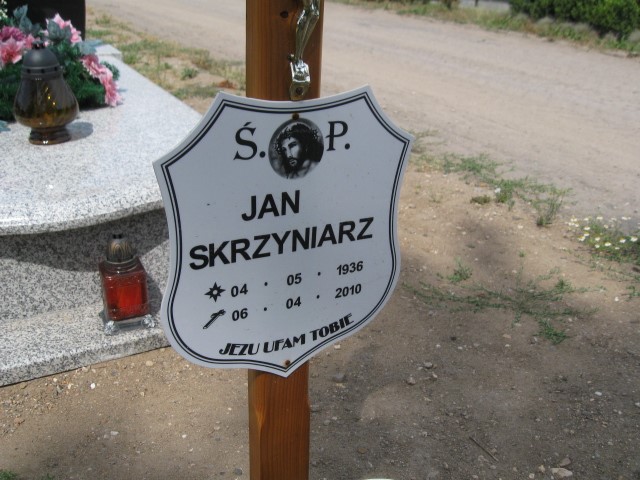 Ś. P.
JAN
SKRZYNIARZ
04 · 05 · 1936
06 · 04 · 2010
JEZU UFAM TOBIE